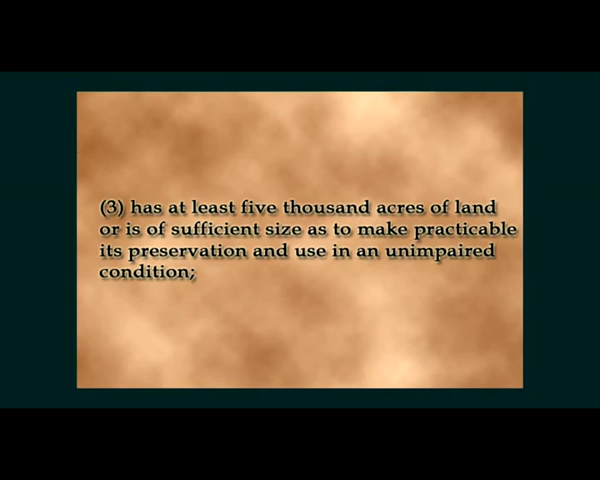 (3) has at least five thousand acres of land
or is of sufficient size as to make practicable
its preservation and use in an unimpaired
condition;